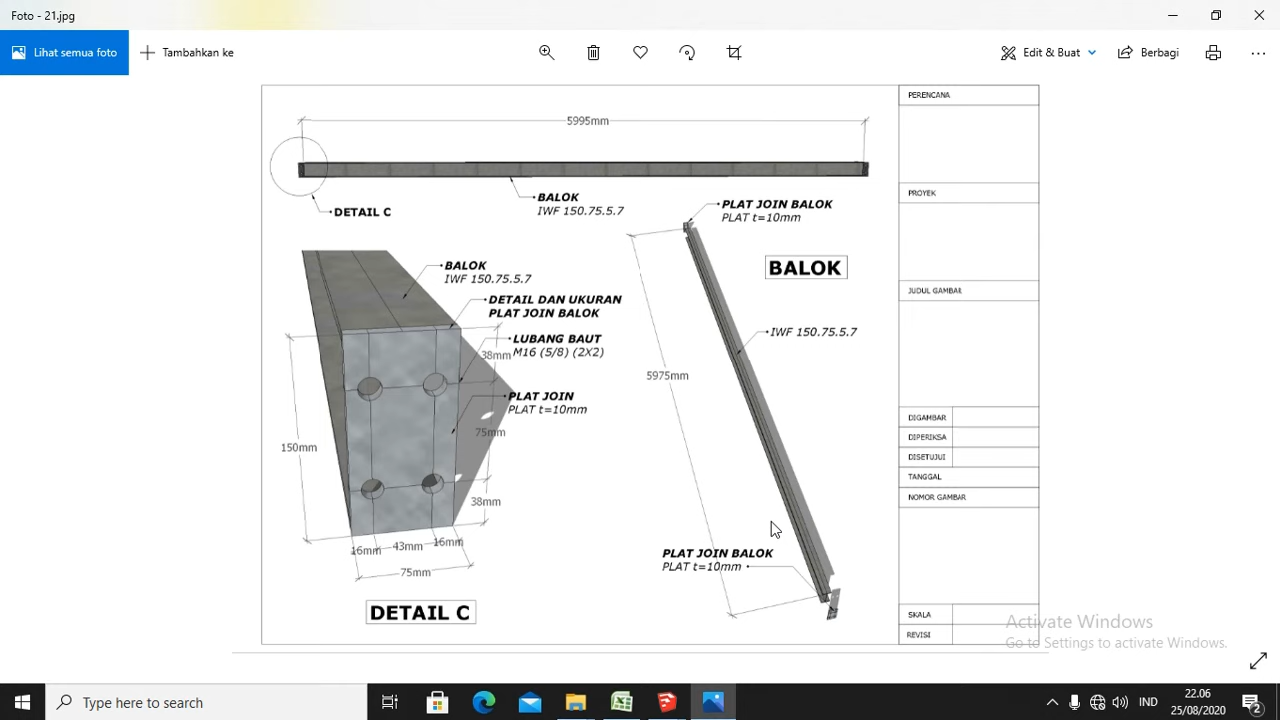 Foto - 21.jpg
Lihat semua foto
Tambahkan ke
Edit & Buat
Berbagi
5995mm
DETAIL C
BALOK
IWF 150.75.5.7
PLAT JOIN BALOK
PLAT t=10mm
BALOK
BALOK
IWF 150.75.5.7
DETAIL DAN UKURAN
PLAT JOIN BALOK
LUBANG BAUT
M16 (5/8) (2X2)
38mm
PLAT JOIN
PLAT t=10mm
75mm
150mm
38mm
16mm
43mm
16mm
75mm
DETAIL C
IWF 150.75.5.7
5975mm
PLAT JOIN BALOK
PLAT t=10mm
PERENCANA
PROYEK
JUDUL GAMBAR
DIGAMBAR
DIPERIKSA
DISETUJUI
TANGGAL
NOMOR GAMBAR
SKALA
REVISI
Activate Windows
Go to Settings to activate Windows.
Type here to search
IND
22.06
25/08/2020
2